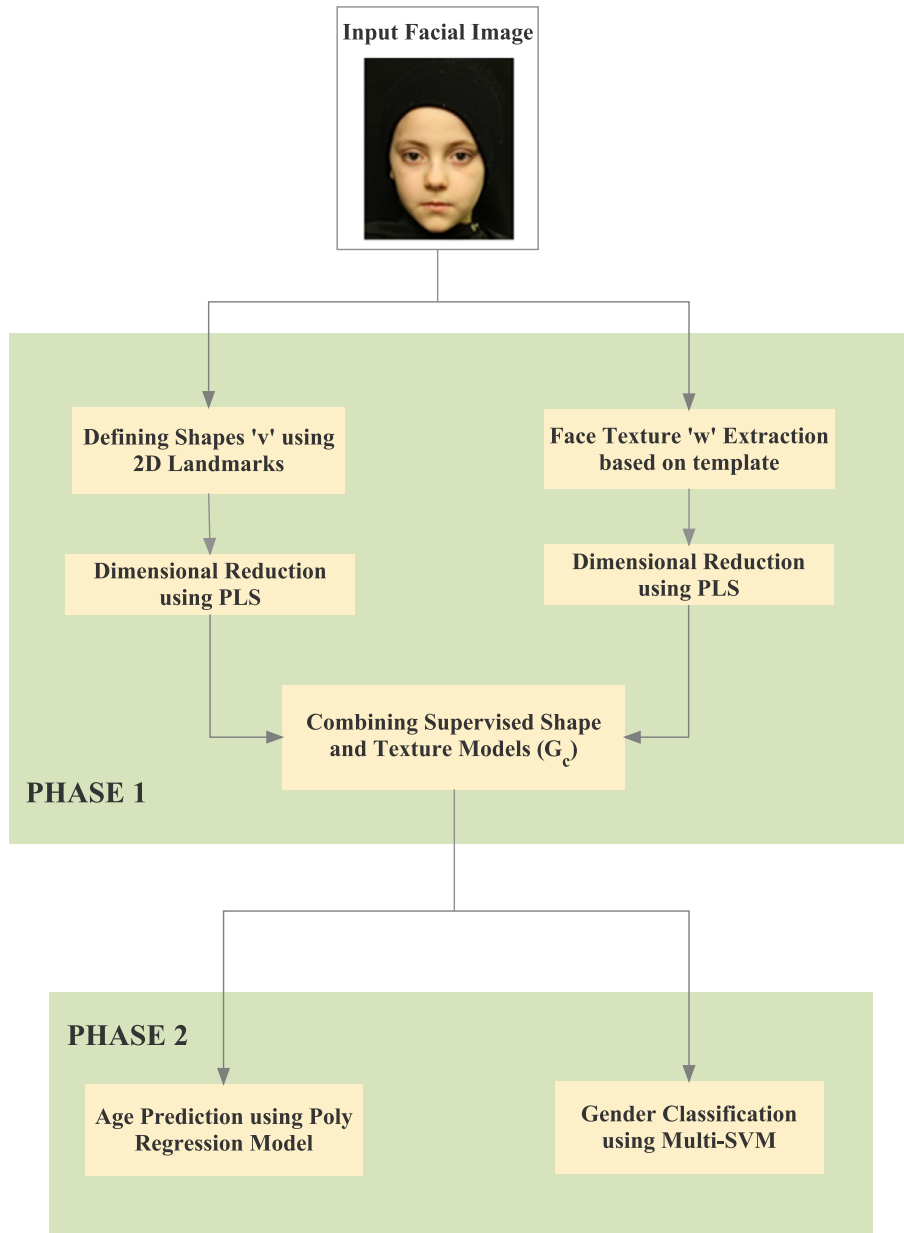 Input Facial Image
Defining Shapes 'v' using
2D Landmarks
Face Texture 'w' Extraction
based on template
Dimensional Reduction
using PLS
Dimensional Reduction
using PLS
Combining Supervised Shape
and Texture Models (G_c)
PHASE 1
PHASE 2
Age Prediction using Poly
Regression Model
Gender Classification
using Multi-SVM